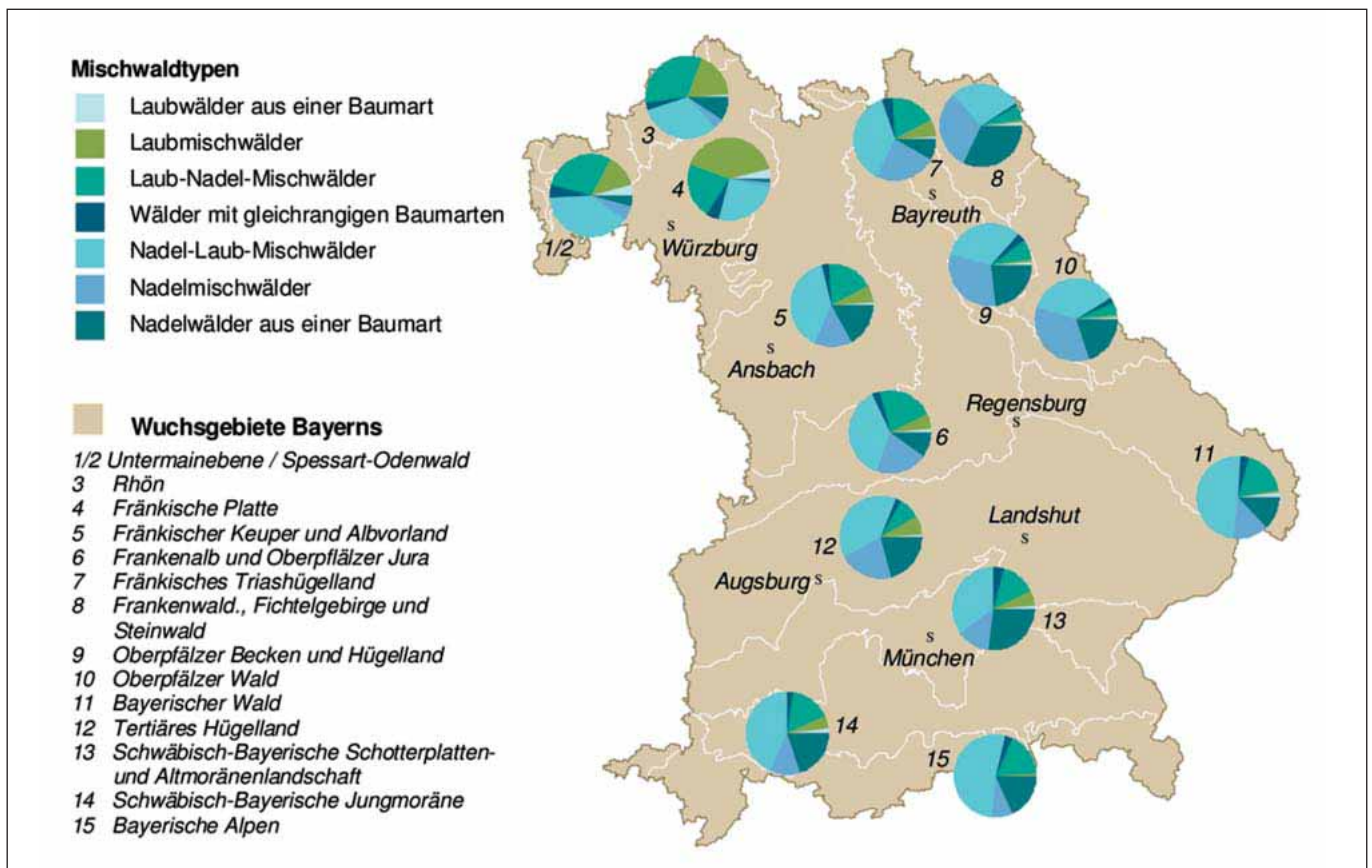 Mischwaldtypen
Laubwälder aus einer Baumart
Laubmischwälder
Laub-Nadel-Mischwälder
Wälder mit gleichrangigen Baumarten
Nadel-Laub-Mischwälder
Nadelmischwälder
Nadelwälder aus einer Baumart
Wuchsgebiete Bayerns
1/2 Untermainebene / Spessart-Odenwald
3 Rhön
4 Fränkische Platte
5 Fränkischer Keuper und Albvorland
6 Frankenalb und Oberpflälzer Jura
7 Fränkisches Triashügelland
8 Frankenwald., Fichtelgebirge und
Steinwald
9 Oberpfälzer Becken und Hügelland
10 Oberpfälzer Wald
11 Bayerischer Wald
12 Tertiäres Hügelland
13 Schwäbisch-Bayerische Schotterplatten-
und Altmoränenlandschaft
14 Schwäbisch-Bayerische Jungmoräne
15 Bayerische Alpen
3
4
1/2
s
Würzburg
7
8
s
Bayreuth
10
9
5
s
Ansbach
6
Regensburg
s
11
12
Landshut
s
Augsburg
s
13
s
München
14
15